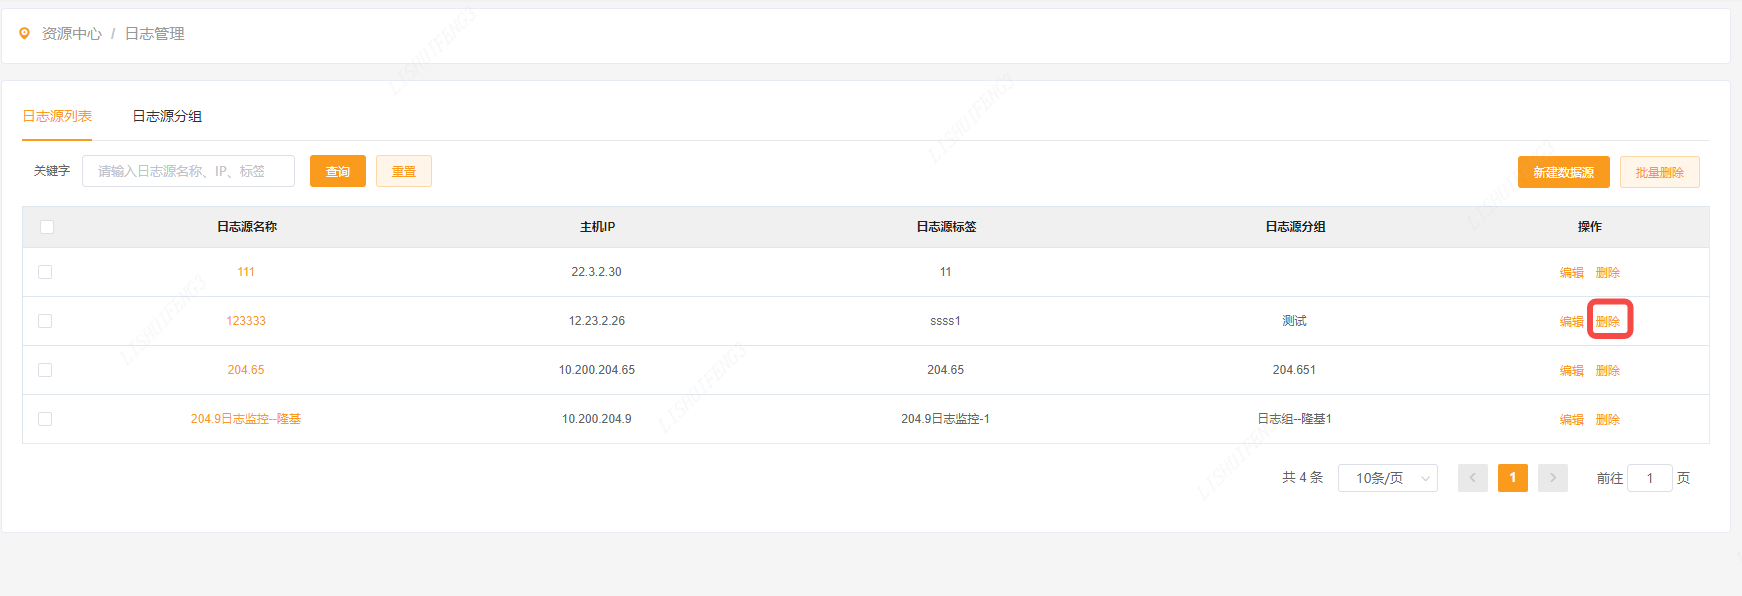 资源中心 / 日志管理
日志源列表 日志源分组
关键字 请输入日志源名称、IP、标签 查询 重置 新建数据源 批量删除
日志源名称 主机IP 日志源标签 日志源分组 操作
111 22.3.2.30 11 编辑 删除
123333 12.23.2.26 ssss1 测试 编辑 删除
204.65 10.200.204.65 204.65 204.651 编辑 删除
204.9日志监控--隆基 10.200.204.9 204.9日志监控-1 日志组--隆基1 编辑 删除
共 4 条 10条/页 1 前往 1 页
LISHUIFENG3
LISHUIFENG3
LISHUIFENG3
LISHUIFENG3